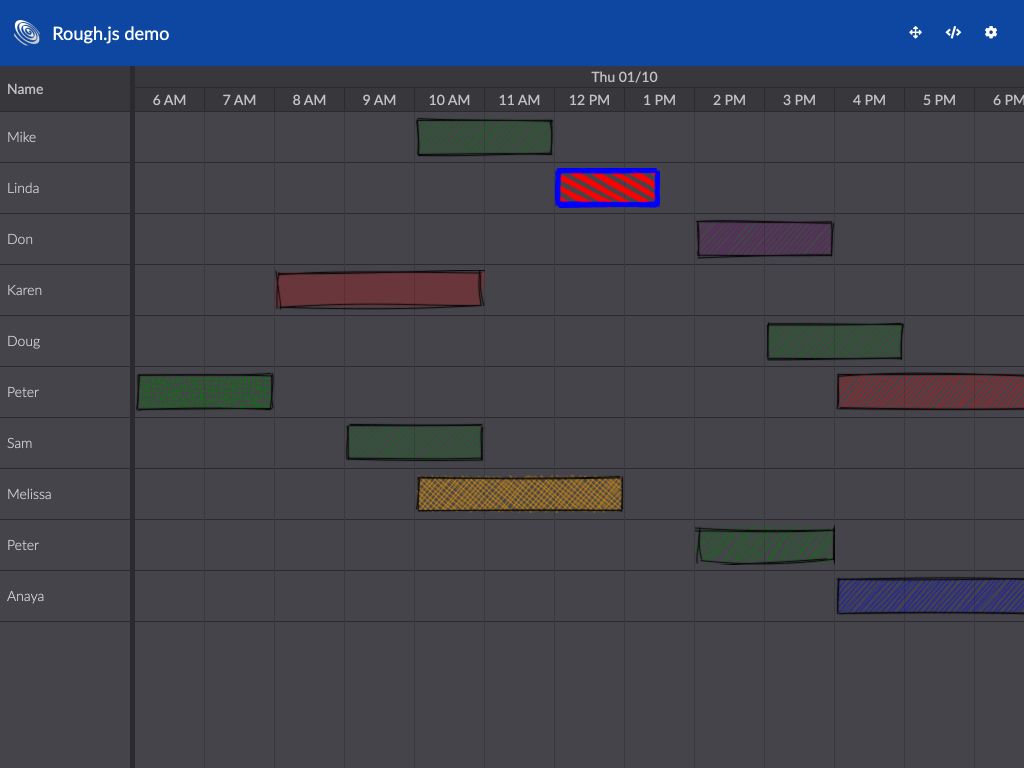 Rough.js demo
Name
Thu 01/10
6 AM 7 AM 8 AM 9 AM 10 AM 11 AM 12 PM 1 PM 2 PM 3 PM 4 PM 5 PM 6 PM
Mike
Linda
Don
Karen
Doug
Peter
Sam
Melissa
Peter
Anaya